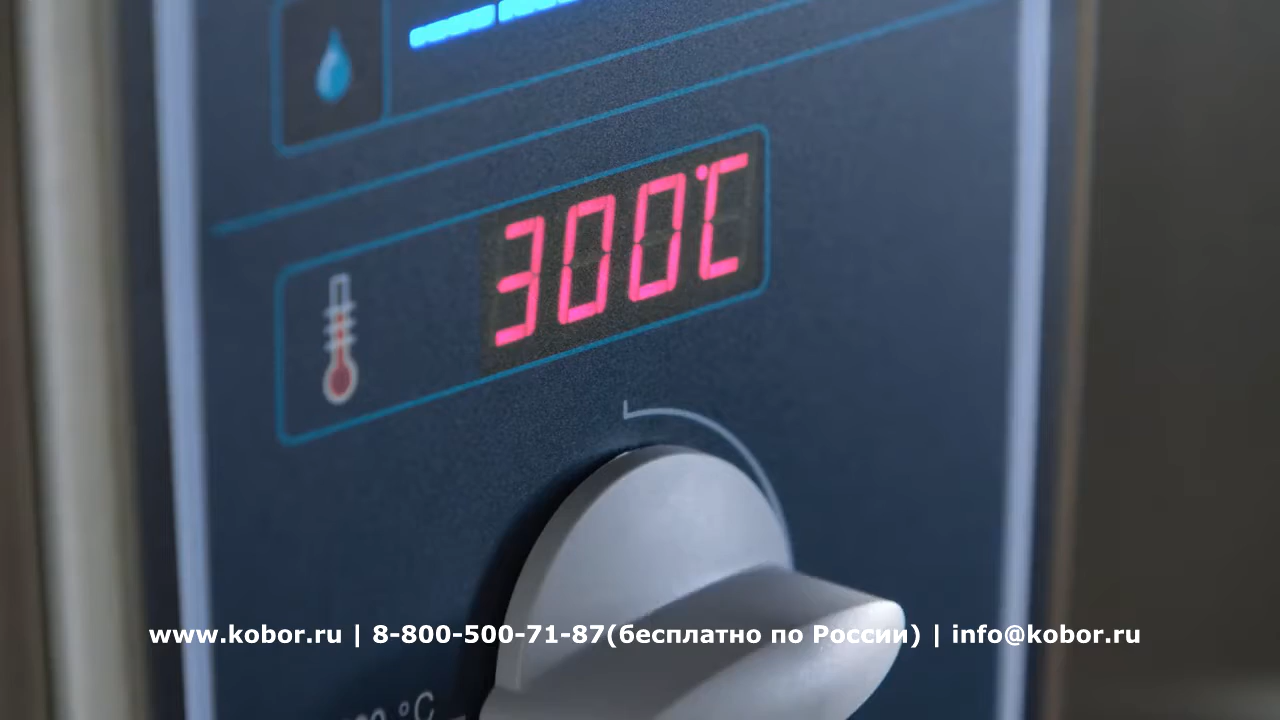 300°C
www.kobor.ru | 8-800-500-71-87(бесплатно по России) | info@kobor.ru
°C